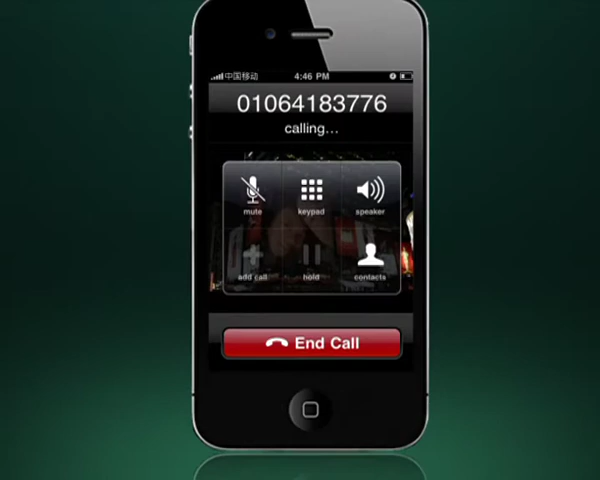 中国移动 4:46 PM
01064183776
calling...
mute keypad speaker
add call hold contacts
End Call